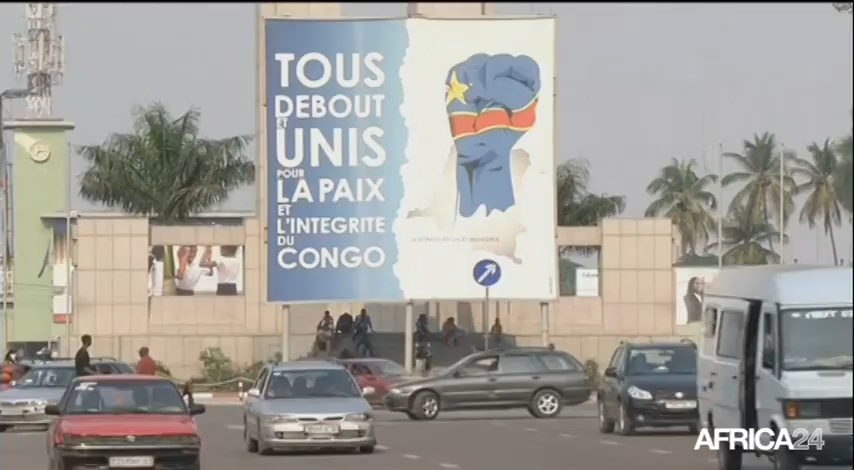 TOUS
DEBOUT
ET
UNIS
POUR
LA PAIX
ET
L'INTEGRITE
DU
CONGO
AFRICA24